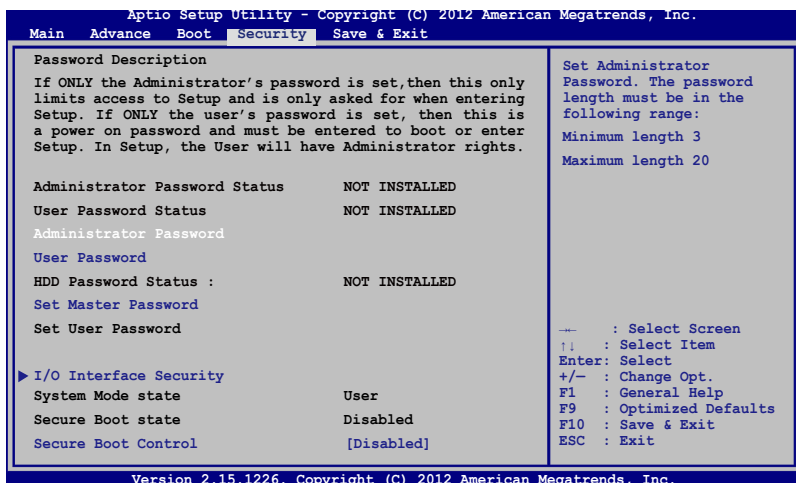 Aptio Setup Utility - Copyright (C) 2012 American Megatrends, Inc.
Main Advance Boot Security Save & Exit
Password Description
If ONLY the Administrator's password is set,then this only
limits access to Setup and is only asked for when entering
Setup. If ONLY the user's password is set, then this is
a power on password and must be entered to boot or enter
Setup. In Setup, the User will have Administrator rights.
Administrator Password Status NOT INSTALLED
User Password Status NOT INSTALLED
Administrator Password
User Password
HDD Password Status : NOT INSTALLED
Set Master Password
Set User Password
I/O Interface Security
System Mode state User
Secure Boot state Disabled
Secure Boot Control [Disabled]
Set Administrator
Password. The password
length must be in the
following range:
Minimum length 3
Maximum length 20
→← : Select Screen
↑↓ : Select Item
Enter: Select
+/— : Change Opt.
F1 : General Help
F9 : Optimized Defaults
F10 : Save & Exit
ESC : Exit
Version 2.15.1226. Copyright (C) 2012 American Megatrends, Inc.